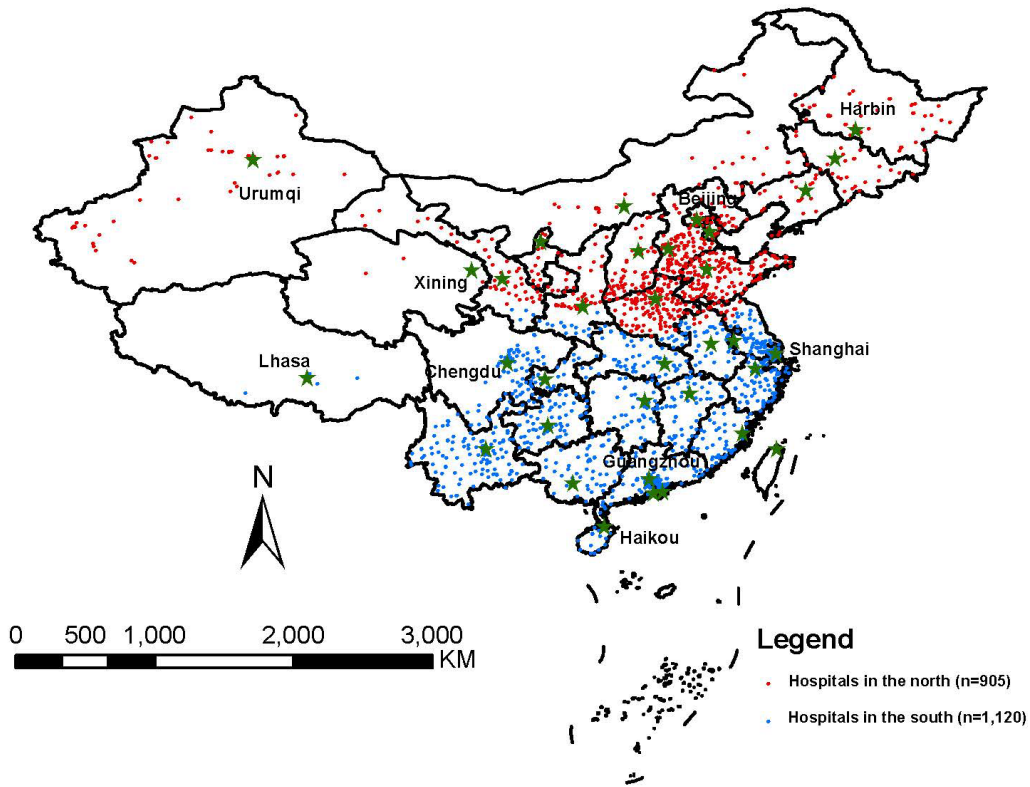 Harbin
Urumqi
Beijing
Xining
Lhasa
Chengdu
Shanghai
Guangzhou
N
Haikou
0 500 1,000 2,000 3,000
KM
Legend
Hospitals in the north (n=905)
Hospitals in the south (n=1,120)